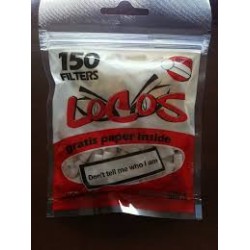 150
FILTERS
LOCOS
gratis paper inside
Don't tell me who I am